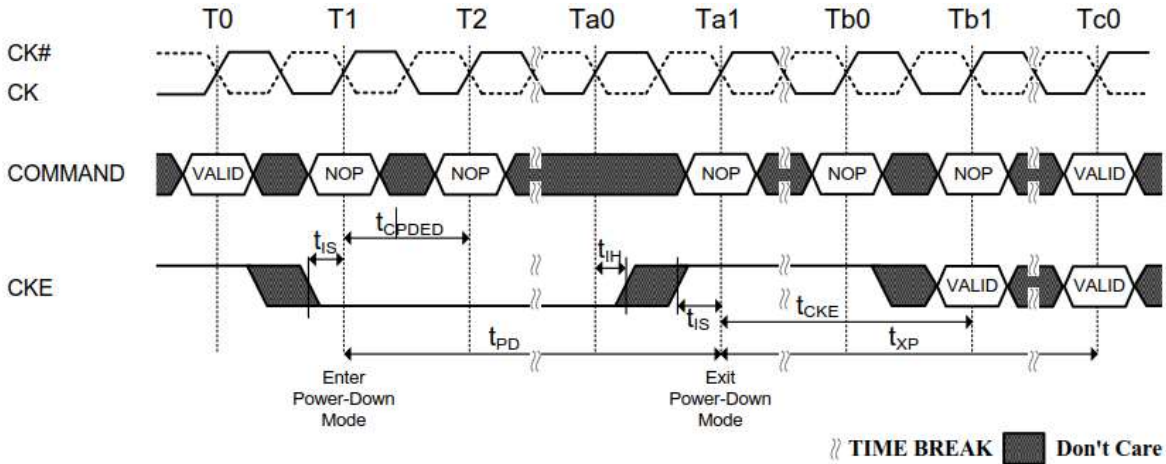 T0 T1 T2 Ta0 Ta1 Tb0 Tb1 Tc0
CK#
CK
COMMAND VALID NOP NOP NOP NOP NOP VALID
tCPDED
tIS tIH
CKE VALID VALID
tIS tCKE
tPD tXP
Enter
Power-Down
Mode
Exit
Power-Down
Mode
TIME BREAK Don't Care